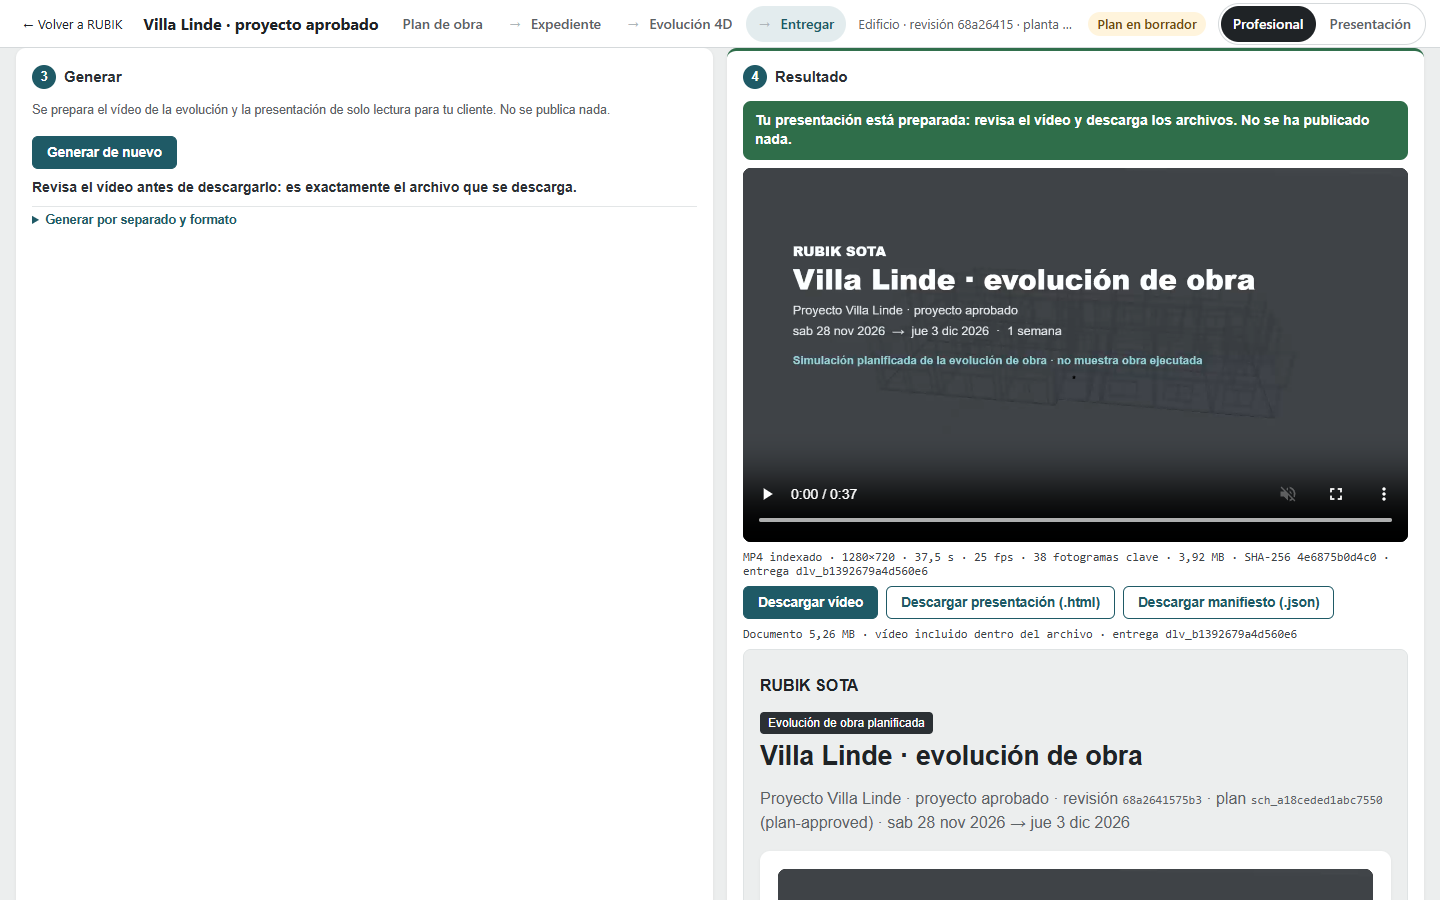 ← Volver a RUBIK
Villa Linde · proyecto aprobado
Plan de obra
→ Expediente
→ Evolución 4D
→ Entregar
Edificio · revisión 68a26415 · planta ...
Plan en borrador
Profesional
Presentación
3 Generar
Se prepara el vídeo de la evolución y la presentación de solo lectura para tu cliente. No se publica nada.
Generar de nuevo
Revisa el vídeo antes de descargarlo: es exactamente el archivo que se descarga.
▶ Generar por separado y formato
4 Resultado
Tu presentación está preparada: revisa el vídeo y descarga los archivos. No se ha publicado
nada.
RUBIK SOTA
Villa Linde · evolución de obra
Proyecto Villa Linde · proyecto aprobado
sab 28 nov 2026 → jue 3 dic 2026 · 1 semana
Simulación planificada de la evolución de obra · no muestra obra ejecutada
0:00 / 0:37
MP4 indexado · 1280×720 · 37,5 s · 25 fps · 38 fotogramas clave · 3,92 MB · SHA-256 4e6875b0d4c0 ·
entrega dlv_b1392679a4d560e6
Descargar vídeo
Descargar presentación (.html)
Descargar manifiesto (.json)
Documento 5,26 MB · vídeo incluido dentro del archivo · entrega dlv_b1392679a4d560e6
RUBIK SOTA
Evolución de obra planificada
Villa Linde · evolución de obra
Proyecto Villa Linde · proyecto aprobado · revisión 68a2641575b3 · plan sch_a18ceded1abc7550
(plan-approved) · sab 28 nov 2026 → jue 3 dic 2026